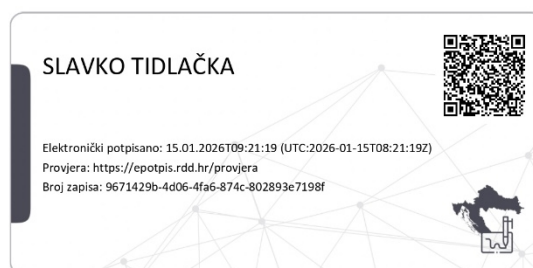 SLAVKO TIDLAČKA
Elektronički potpisano: 15.01.2026T09:21:19 (UTC:2026-01-15T08:21:19Z)
Provjera: https://epotpis.rdd.hr/provjera
Broj zapisa: 9671429b-4d06-4fa6-874c-802893e7198f